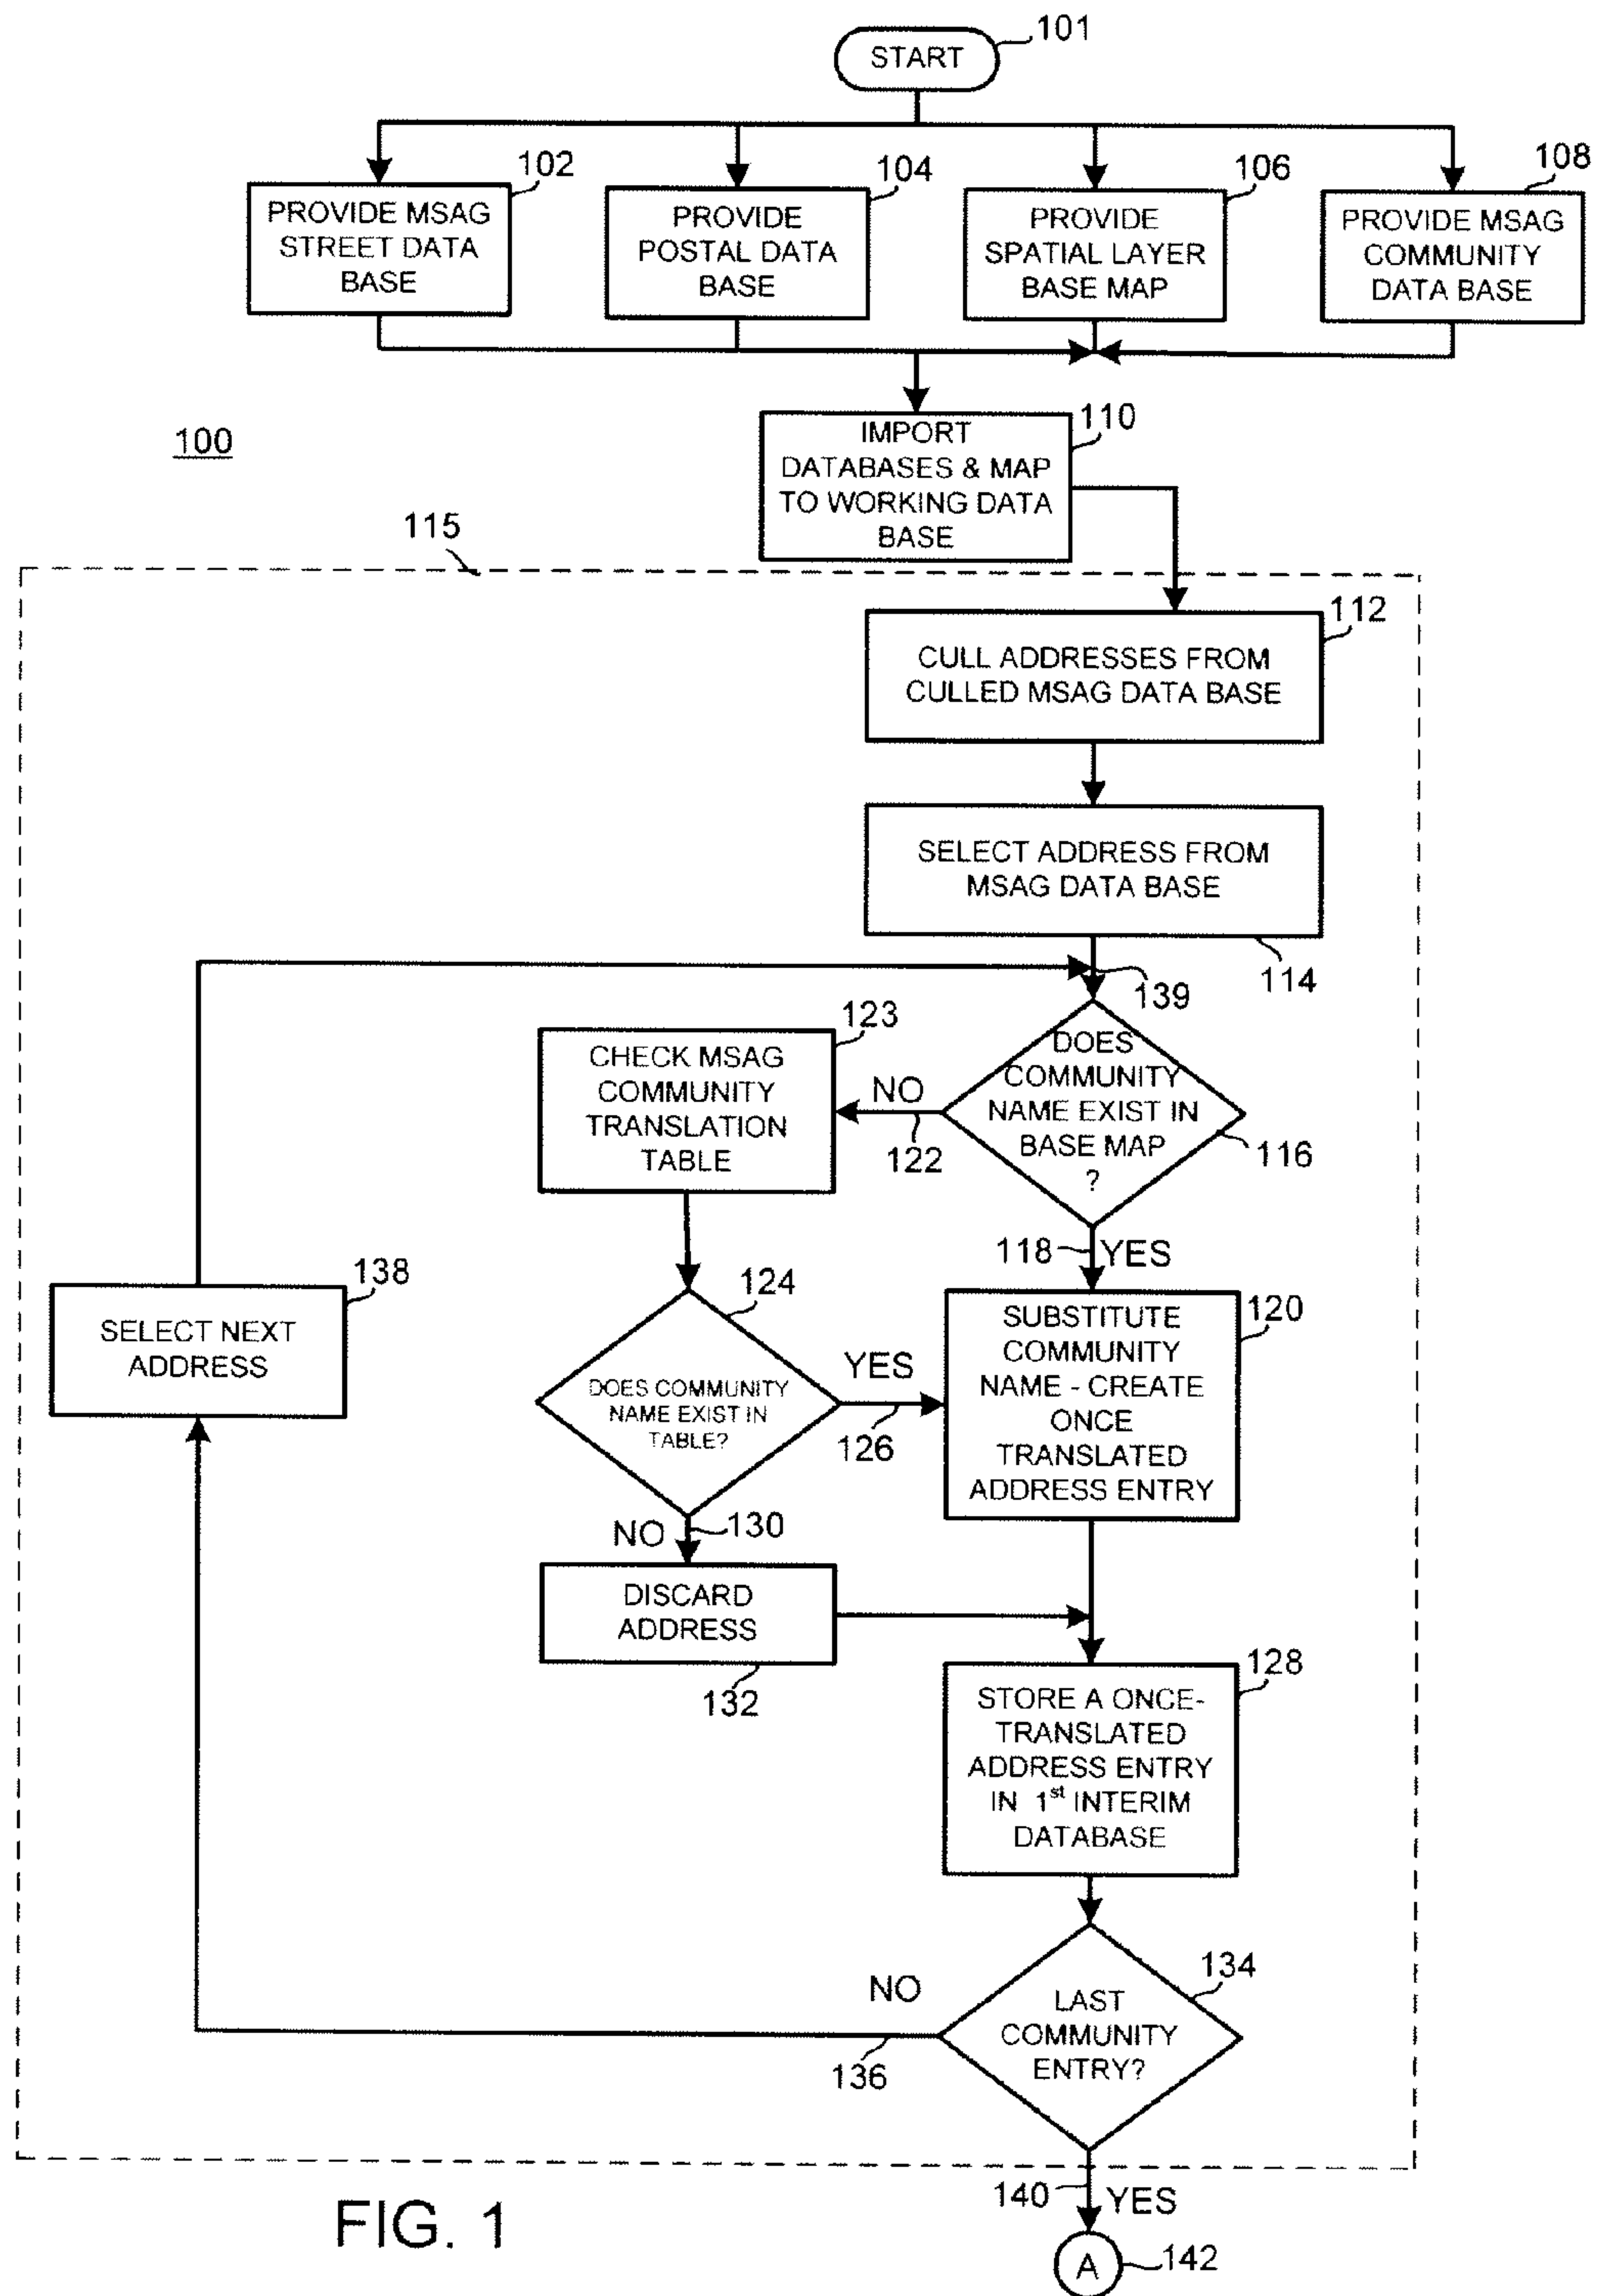 START
101
102
PROVIDE MSAG
STREET DATA
BASE
104
PROVIDE
POSTAL DATA
BASE
106
PROVIDE
SPATIAL LAYER
BASE MAP
108
PROVIDE MSAG
COMMUNITY
DATA BASE
100
110
IMPORT
DATABASES & MAP
TO WORKING DATA
BASE
115
112
CULL ADDRESSES FROM
CULLED MSAG DATA BASE
SELECT ADDRESS FROM
MSAG DATA BASE
114
139
123
CHECK MSAG
COMMUNITY
TRANSLATION
TABLE
NO
122
DOES
COMMUNITY
NAME EXIST IN
BASE MAP
?
116
118
YES
138
SELECT NEXT
ADDRESS
124
DOES COMMUNITY
NAME EXIST IN
TABLE?
YES
126
120
SUBSTITUTE
COMMUNITY
NAME - CREATE
ONCE
TRANSLATED
ADDRESS ENTRY
NO
130
DISCARD
ADDRESS
132
128
STORE A ONCE-
TRANSLATED
ADDRESS ENTRY
IN 1st INTERIM
DATABASE
NO
136
134
LAST
COMMUNITY
ENTRY?
140
YES
FIG. 1
A
142